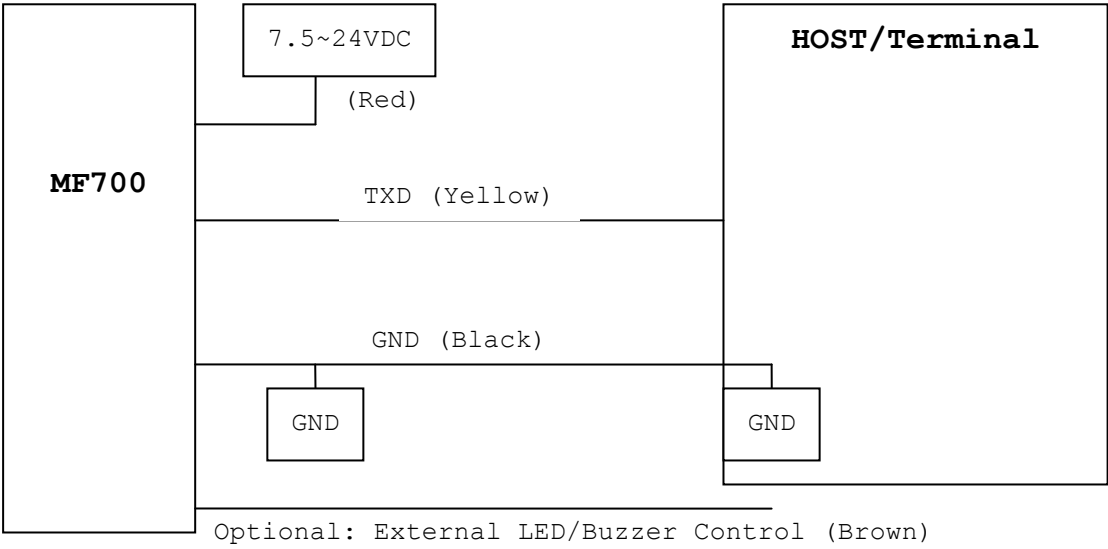 7.5~24VDC
HOST/Terminal
(Red)
MF700
TXD (Yellow)
GND (Black)
GND
GND
Optional: External LED/Buzzer Control (Brown)